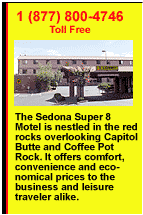 1 (877) 800-4746
Toll Free
The Sedona Super 8
Motel is nestled in the red
rocks overlooking Capitol
Butte and Coffee Pot
Rock. It offers comfort,
convenience and eco-
nomical prices to the
business and leisure
traveler alike.